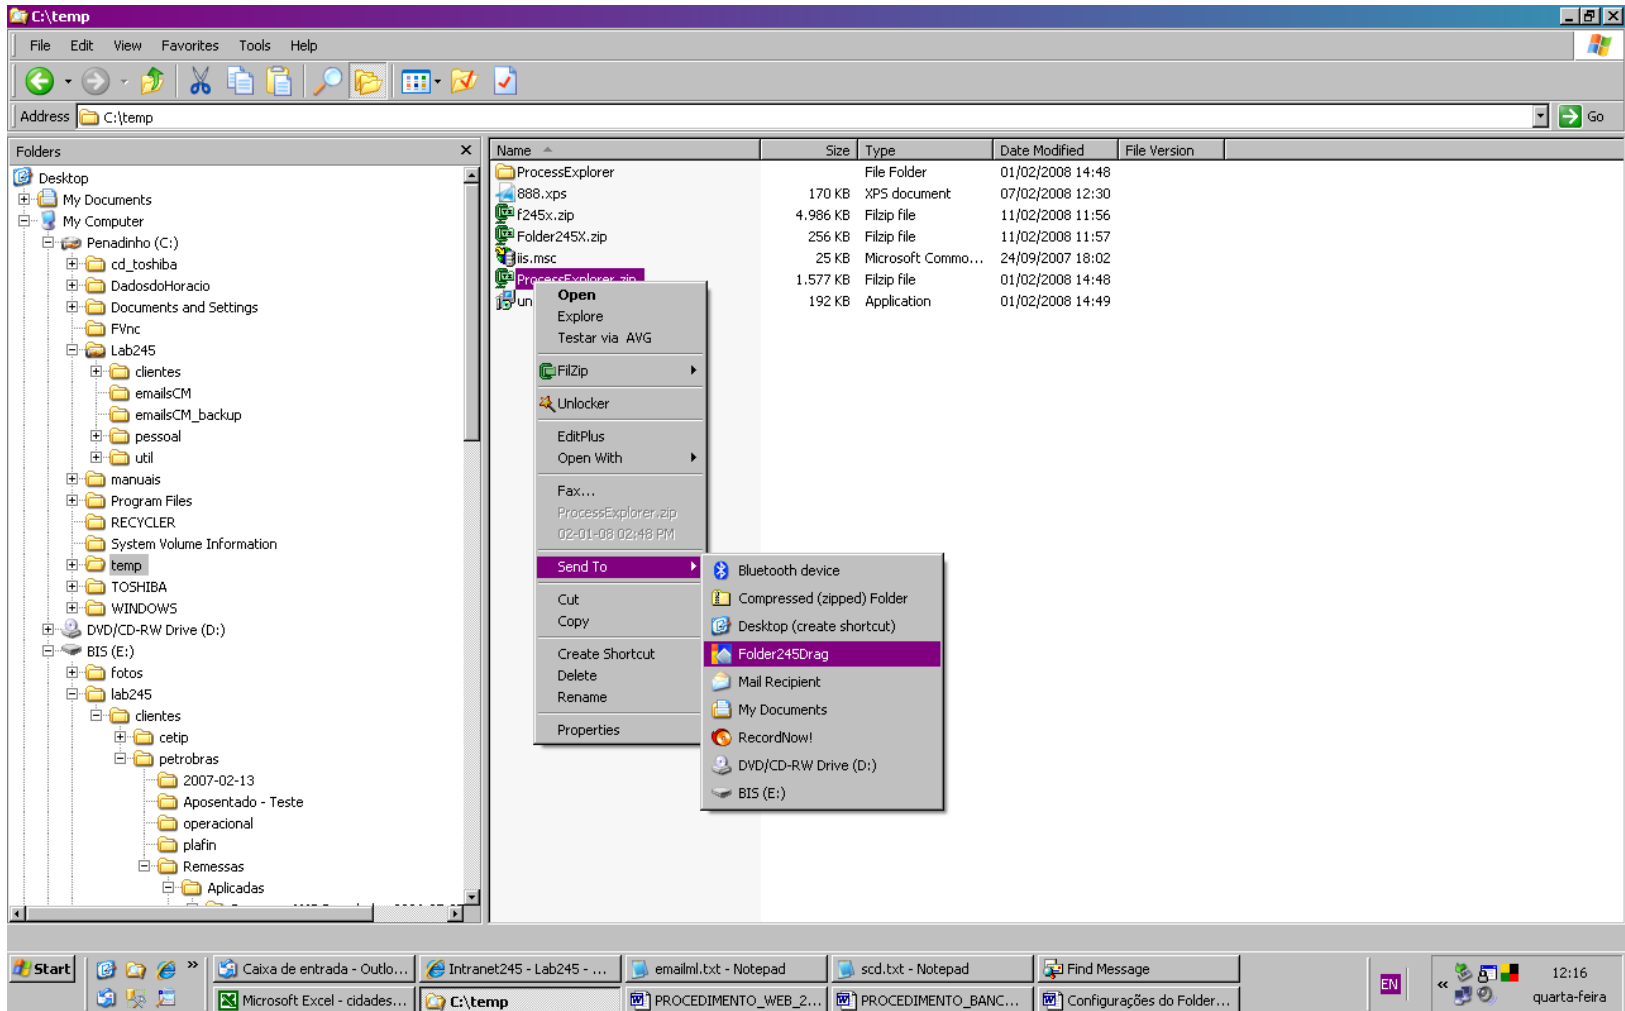 C:\temp
File Edit View Favorites Tools Help
Address C:\temp Go
Folders
Desktop
My Documents
My Computer
Penadinho (C:)
cd_toshiba
DadosdoHoracio
Documents and Settings
FVnc
Lab245
clientes
emailsCM
emailsCM_backup
pessoal
util
manuais
Program Files
RECYCLER
System Volume Information
temp
TOSHIBA
WINDOWS
DVD/CD-RW Drive (D:)
BIS (E:)
fotos
lab245
clientes
cetip
petrobras
2007-02-13
Aposentado - Teste
operacional
plafin
Remessas
Aplicadas
Name Size Type Date Modified File Version
ProcessExplorer File Folder 01/02/2008 14:48
888.xps 170 KB XPS document 07/02/2008 12:30
f245x.zip 4.986 KB Filzip file 11/02/2008 11:56
Folder245X.zip 256 KB Filzip file 11/02/2008 11:57
iis.msc 25 KB Microsoft Commo... 24/09/2007 18:02
ProcessExplorer.zip 1.577 KB Filzip file 01/02/2008 14:48
un 192 KB Application 01/02/2008 14:49
Open
Explore
Testar via AVG
FilZip
Unlocker
EditPlus
Open With
Fax...
ProcessExplorer.zip
02-01-08 02:48 PM
Send To
Cut
Copy
Create Shortcut
Delete
Rename
Properties
Bluetooth device
Compressed (zipped) Folder
Desktop (create shortcut)
Folder245Drag
Mail Recipient
My Documents
RecordNow!
DVD/CD-RW Drive (D:)
BIS (E:)
Start Caixa de entrada - Outlo... Intranet245 - Lab245 - ... emailml.txt - Notepad scd.txt - Notepad Find Message 12:16
Microsoft Excel - cidades... C:\temp PROCEDIMENTO_WEB_2... PROCEDIMENTO_BANC... Configurações do Folder... EN quarta-feira